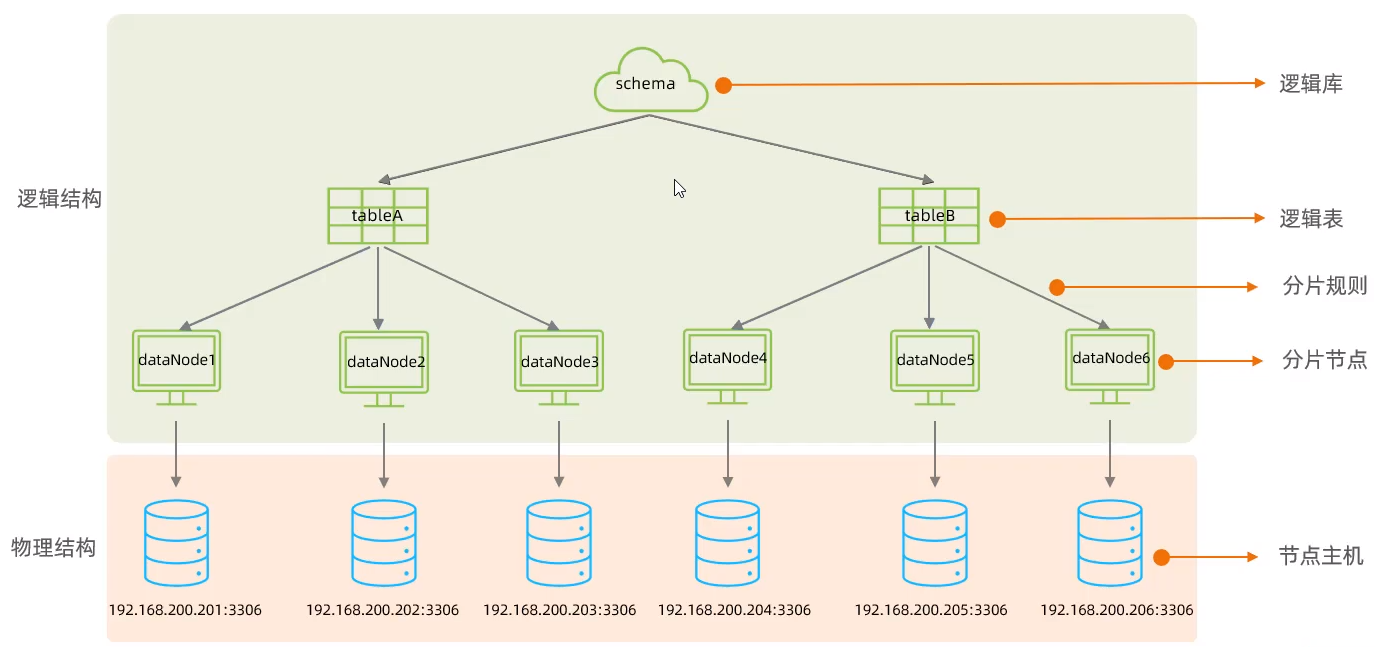 schema
逻辑库
逻辑结构
tableA
tableB
逻辑表
分片规则
dataNode1
dataNode2
dataNode3
dataNode4
dataNode5
dataNode6
分片节点
物理结构
节点主机
192.168.200.201:3306
192.168.200.202:3306
192.168.200.203:3306
192.168.200.204:3306
192.168.200.205:3306
192.168.200.206:3306